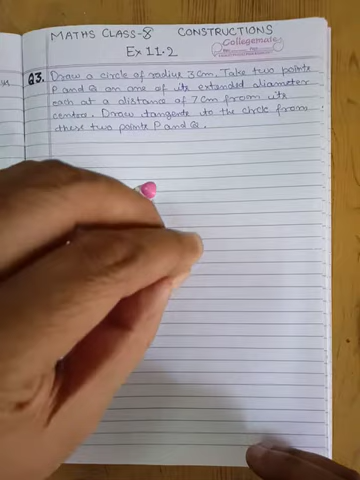 MATHS CLASS-8 CONSTRUCTIONS
Ex 11.2
Collegemate
Q3. Draw a circle of radius 3cm. Take two points
P and Q on one of its extended diameter
each at a distance of 7cm from its
centre. Draw tangents to the circle from
these two points P and Q.